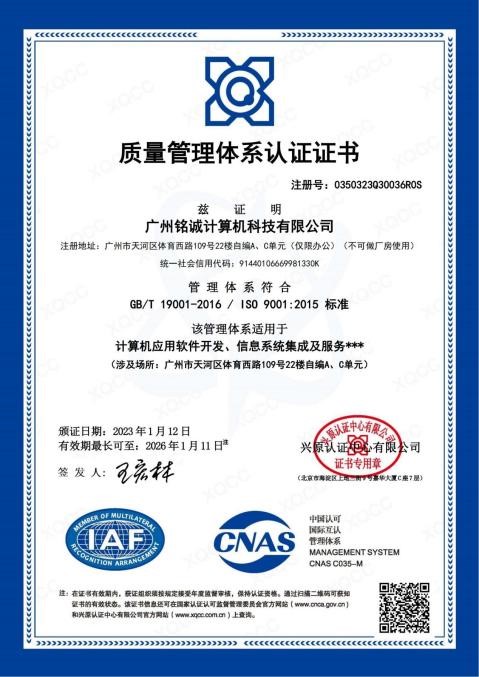 质量管理体系认证证书
注册号：0350323Q30036R0S
兹 证 明
广州铭诚计算机科技有限公司
注册地址：广州市天河区体育西路109号22楼自编A、C单元（仅限办公）（不可做厂房使用）
统一社会信用代码：91440106669981330K
管 理 体 系 符 合
GB/T 19001-2016 / ISO 9001:2015 标准
该管理体系适用于
计算机应用软件开发、信息系统集成及服务***
（涉及场所：广州市天河区体育西路109号22楼自编A、C单元）
颁证日期：2023年1月12日
有效期最长可至：2026年1月11日注
签 发 人：
兴原认证中心有限公司
兴原认证中心有限公司
证书专用章
（北京市海淀区上地三街9号嘉华大厦C座7层）
MEMBER OF MULTILATERAL
IAF
RECOGNITION ARRANGEMENT
CNAS
中国认可
国际互认
管理体系
MANAGEMENT SYSTEM
CNAS C035-M
注：在证书有效期内，获证组织须按规定接受年度监督审核，保持认证资格。通过扫描二维码可获知
证书的有效状态。该证书信息还可在国家认证认可监督管理委员会官方网站（www.cnca.gov.cn）
和兴原认证中心有限公司官方网站（www.xqcc.com.cn）上查询。
XQCC